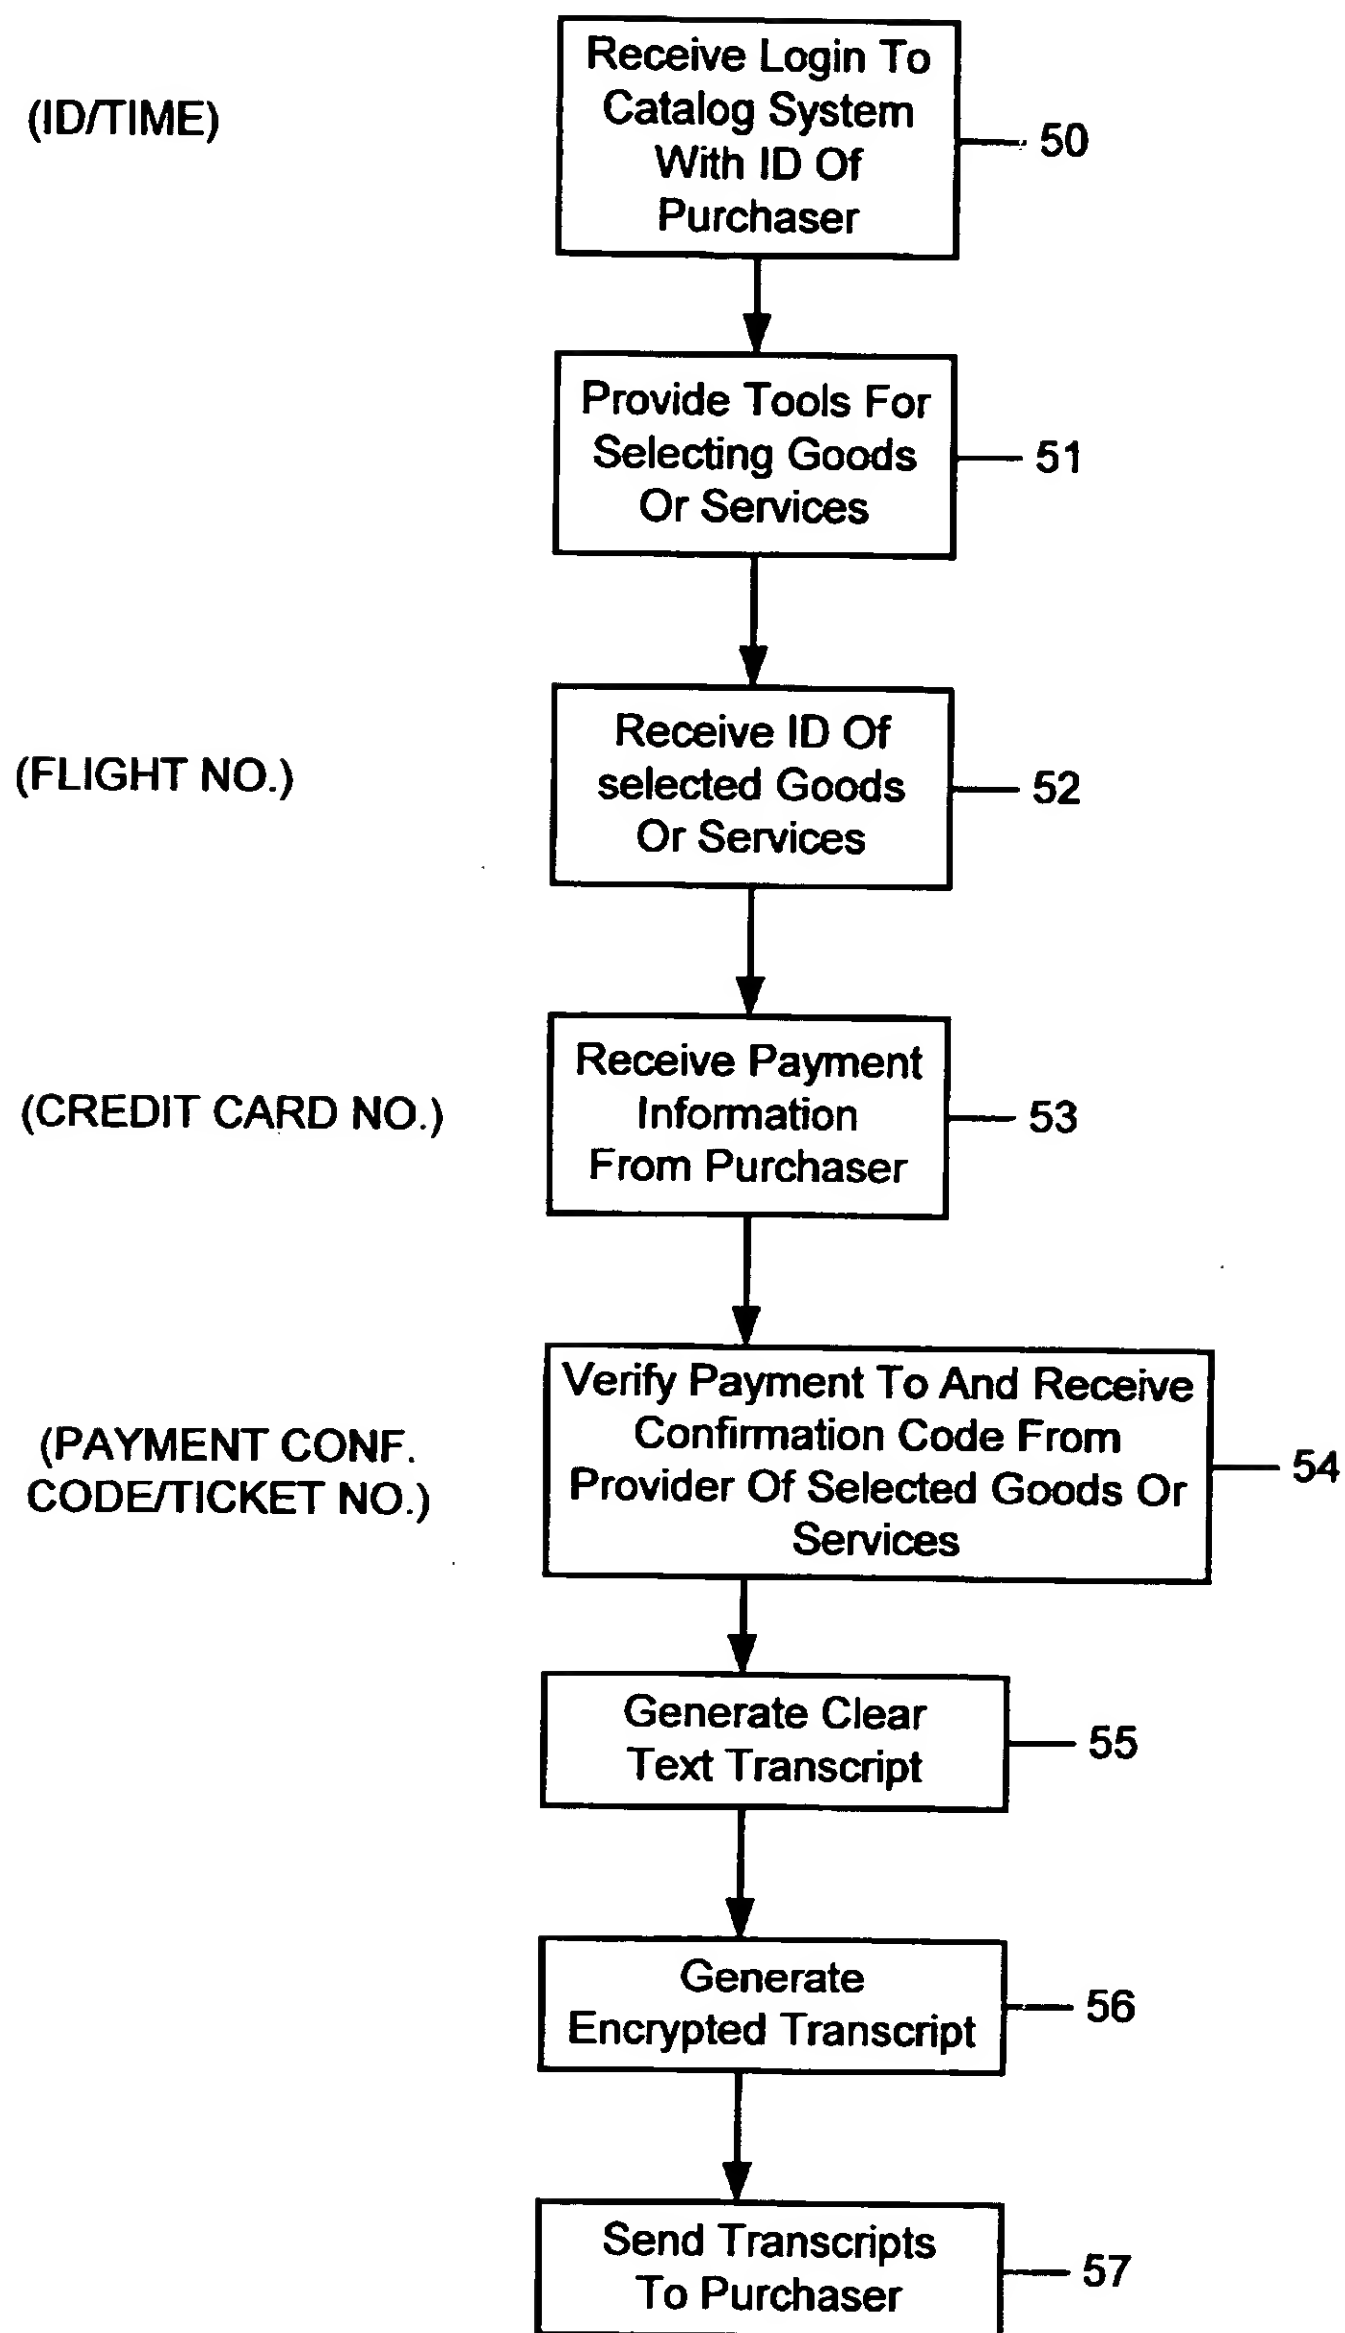 Receive Login To
Catalog System
With ID Of
Purchaser
(ID/TIME)
50
Provide Tools For
Selecting Goods
Or Services
51
Receive ID Of
selected Goods
Or Services
(FLIGHT NO.)
52
Receive Payment
Information
From Purchaser
(CREDIT CARD NO.)
53
Verify Payment To And Receive
Confirmation Code From
Provider Of Selected Goods Or
Services
(PAYMENT CONF.
CODE/TICKET NO.)
54
Generate Clear
Text Transcript
55
Generate
Encrypted Transcript
56
Send Transcripts
To Purchaser
57